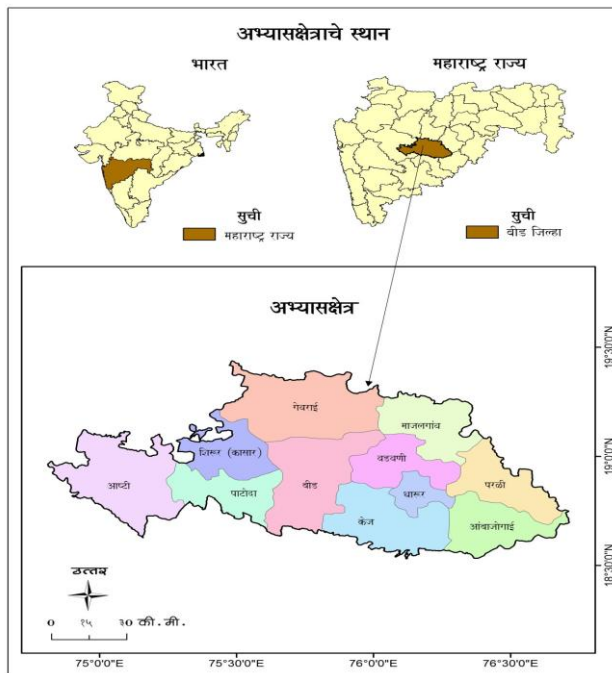 अभ्यासक्षेत्राचे स्थान
भारत
महाराष्ट्र राज्य
सुची
महाराष्ट्र राज्य
सुची
बीड जिल्हा
अभ्यासक्षेत्र
19°30'0"N
19°0'0"N
18°30'0"N
गेवराई
माजलगांव
शिरूर (कासार)
वडवणी
आष्टी
पाटोदा
बीड
धारूर
परळी
केज
आंबाजोगाई
उत्तर
0 १५ ३० की.मी.
75°0'0"E
75°30'0"E
76°0'0"E
76°30'0"E